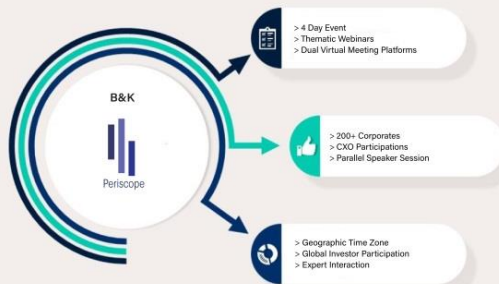 B&K
Periscope
> 4 Day Event
> Thematic Webinars
> Dual Virtual Meeting Platforms
> 200+ Corporates
> CXO Participations
> Parallel Speaker Session
> Geographic Time Zone
> Global Investor Participation
> Expert Interaction